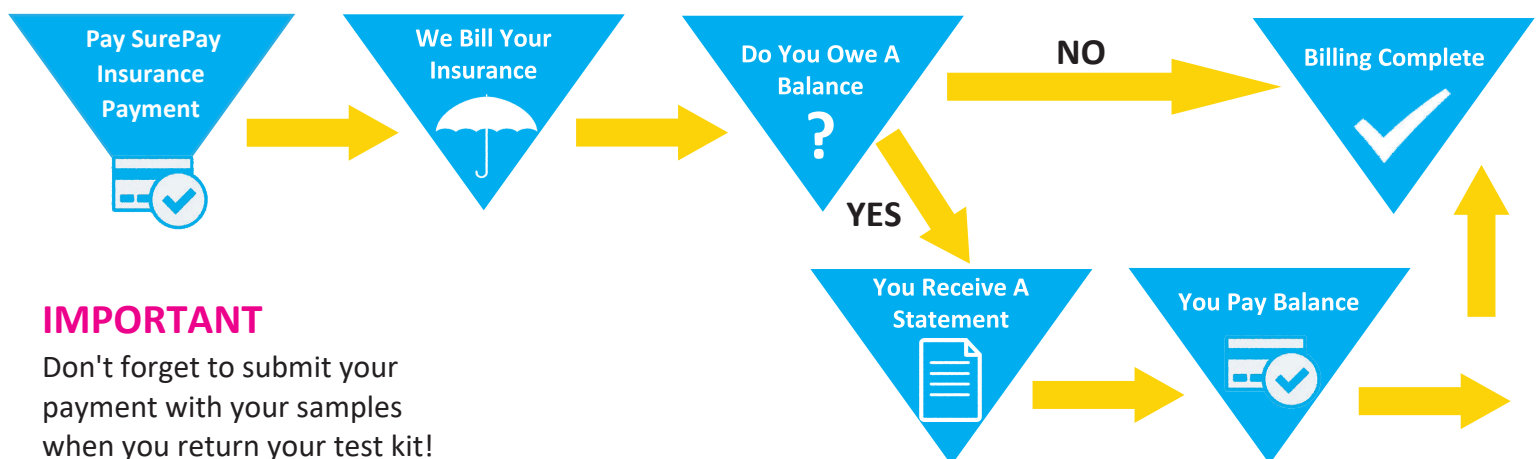 Pay SurePay
Insurance
Payment
We Bill Your
Insurance
Do You Owe A
Balance
?
NO
Billing Complete
YES
You Receive A
Statement
You Pay Balance
IMPORTANT
Don't forget to submit your
payment with your samples
when you return your test kit!